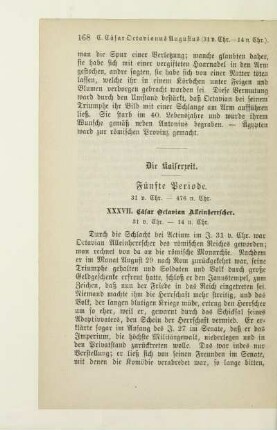 168 C. Cäsar Octavianus Augustus (31 v. Chr.—14 n. Chr.).
man die Spur einer Verletzung; manche glaubten daher,
sie habe sich mit einer vergifteten Haarnadel in den Arm
gestochen, andre sagten, sie habe sich von einer Natter töten
lassen, welche ihr in einem Körbchen unter Feigen und
Blumen verborgen gebracht worden sei. Diese Vermutung
ward durch den Umstand erzeugt, daß Octavian bei seinem
Triumphe ihr Bild mit einer Schlange am Arm aufführen
ließ. Sie starb im 40. Lebensjahre und ward ihrem
Wunsche gemäß neben Antonius begraben. — Ägypten
ward zur römischen Provinz gemacht.
Die Kaiserzeit.
Fünfte Periode.
31 v. Chr. — 476 n. Chr.
XXXVII. Cäsar Octavian Alleinherrscher.
31 v. Chr. — 14 n. Chr.
Durch die Schlacht bei Actium im J. 31 v. Chr. war
Octavian Alleinherrscher des römischen Reichs geworden; man
rechnet von da an die römische Monarchie. Nachdem
er im Monat August 29 nach Rom zurückgekehrt war, seine
Triumphe gehalten und Soldaten und Volk durch große
Geldgeschenke erfreut hatte, schloß er den Janustempel, zum
Zeichen, daß nun der Friede in das Reich eingetreten sei.
Niemand machte ihm mehr die Herrschaft streitig, und das
Volk, der langen blutigen Kriege müde, ertrug den Herrscher
um so eher, weil er, gewarnt durch das Schicksal seines
Adoptivvaters, den Schein der Herrschaft vermied. Er er-
klärte sogar im Anfang des J. 27 im Senate, daß er das
Imperium, die höchste Militärgewalt, niederlegen und in
den Privatstand zurücktreten wolle. Das war indes nur
Verstellung; er ließ sich von seinen Freunden im Senate,
mit denen die Komödie verabredet war, so lange bitten,